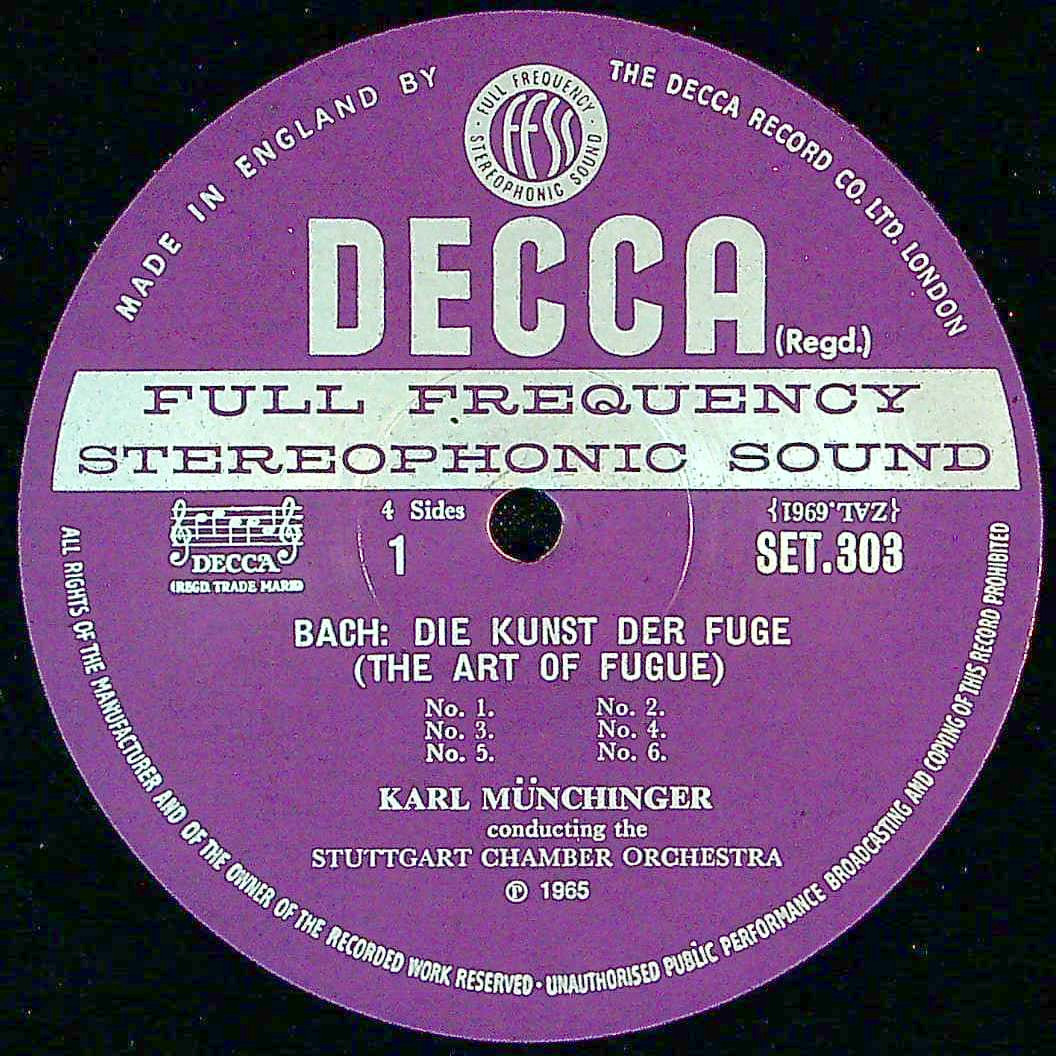 MADE IN ENGLAND BY
THE DECCA RECORD CO. LTD. LONDON
· FULL FREQUENCY ·
STEREOPHONIC SOUND
FFSS
DECCA
(Regd.)
FULL FREQUENCY
STEREOPHONIC SOUND
DECCA
(REGD. TRADE MARK)
4 Sides
1
{ZAL.6961}
SET.303
BACH: DIE KUNST DER FUGE
(THE ART OF FUGUE)
No. 1. No. 2.
No. 3. No. 4.
No. 5. No. 6.
KARL MÜNCHINGER
conducting the
STUTTGART CHAMBER ORCHESTRA
℗ 1965
ALL RIGHTS OF THE MANUFACTURER AND OF THE OWNER OF THE RECORDED WORK RESERVED · UNAUTHORISED PUBLIC PERFORMANCE BROADCASTING AND COPYING OF THIS RECORD PROHIBITED